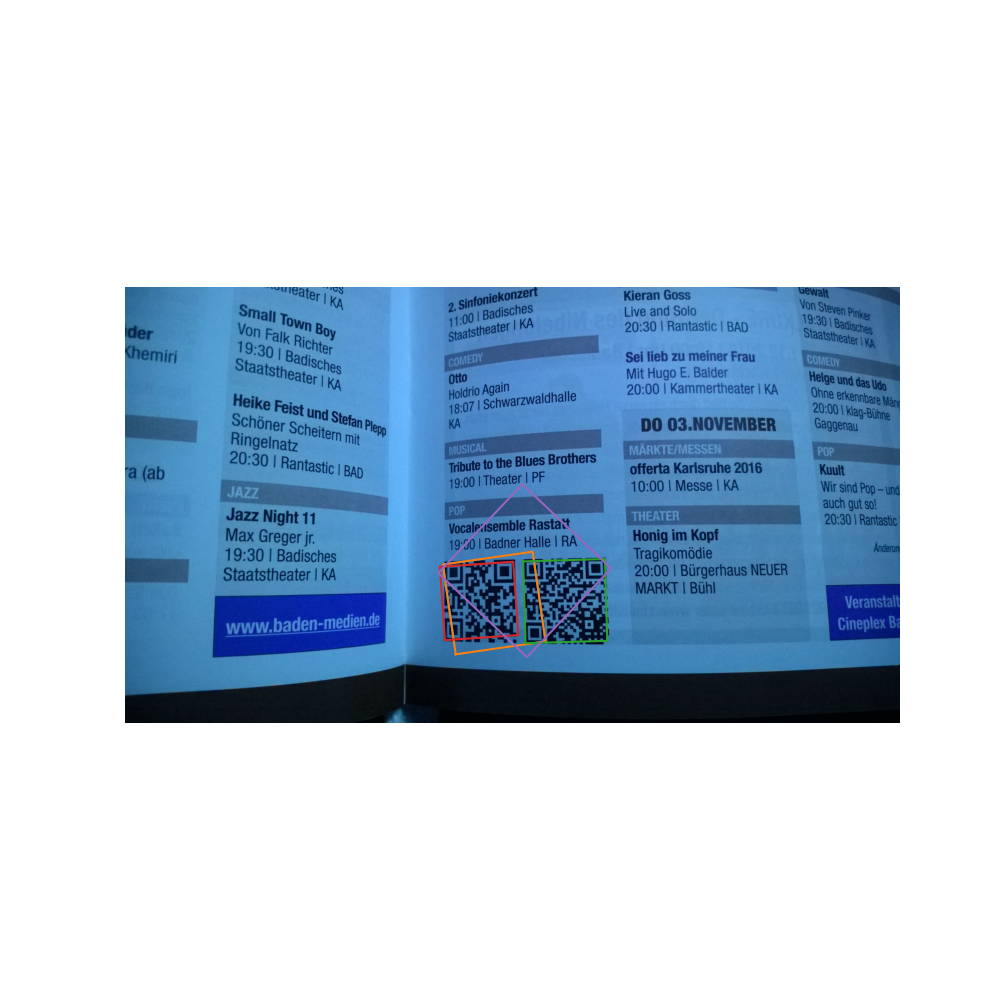 Khemiri
ra (ab
Staatstheater | KA
Small Town Boy
Von Falk Richter
19:30 | Badisches
Staatstheater | KA
Heike Feist und Stefan Plepp
Schöner Scheitern mit
Ringelnatz
20:30 | Rantastic | BAD
JAZZ
Jazz Night 11
Max Greger jr.
19:30 | Badisches
Staatstheater | KA
www.baden-medien.de
2. Sinfoniekonzert
11:00 | Badisches
Staatstheater | KA
COMEDY
Otto
Holdrio Again
18:07 | Schwarzwaldhalle
KA
MUSICAL
Tribute to the Blues Brothers
19:00 | Theater | PF
POP
Vocalensemble Rastatt
19:00 | Badner Halle | RA
Kieran Goss
Live and Solo
20:30 | Rantastic | BAD
Sei lieb zu meiner Frau
Mit Hugo E. Balder
20:00 | Kammertheater | KA
DO 03.NOVEMBER
MÄRKTE/MESSEN
offerta Karlsruhe 2016
10:00 | Messe | KA
THEATER
Honig im Kopf
Tragikomödie
20:00 | Bürgerhaus NEUER
MARKT | Bühl
Gewalt
Von Steven Pinker
19:30 | Badisches
Staatstheater | KA
COMEDY
Helge und das Udo
Ohne erkennbare Män
20:00 | klag-Bühne
Gaggenau
POP
Kuult
Wir sind Pop – und
auch gut so!
20:30 | Rantastic
Änderun
Veranstalt
Cineplex Ba